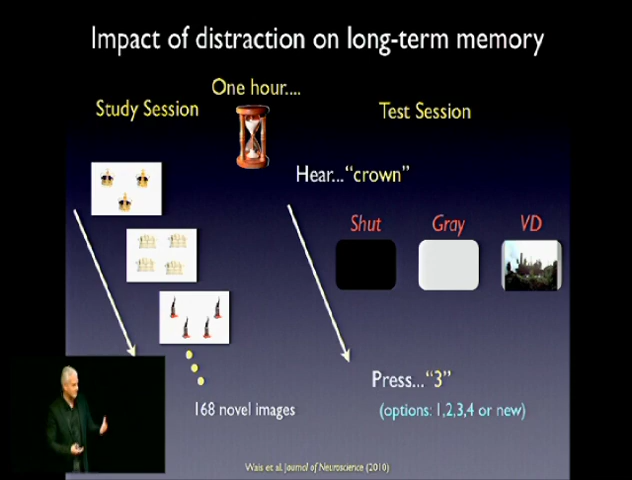 Impact of distraction on long-term memory
One hour....
Study Session
Test Session
Hear... “crown”
Shut
Gray
VD
Press... “3”
(options: 1,2,3,4 or new)
168 novel images
Wais et al. Journal of Neuroscience (2010)